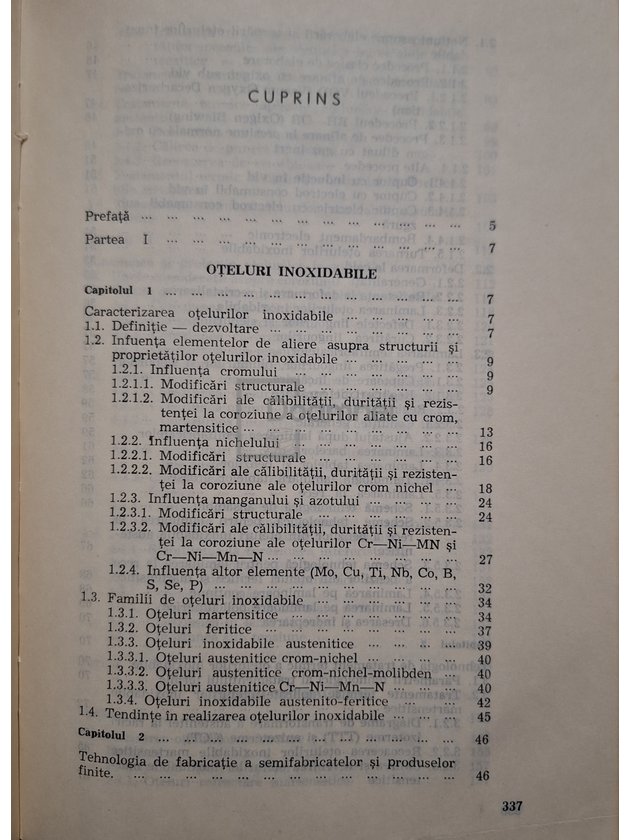 CUPRINS
Prefață ... ... ... ... ... ... ... ... ... ... ... ... 5
Partea I ... ... ... ... ... ... ... ... ... ... ... 7
OȚELURI INOXIDABILE
Capitolul 1 ... ... ... ... ... ... ... ... ... ... ... 7
Caracterizarea oțelurilor inoxidabile ... ... ... ... ... 7
1.1. Definiție — dezvoltare ... ... ... ... ... ... ... 7
1.2. Infuența elementelor de aliere asupra structurii și
proprietăților oțelurilor inoxidabile ... ... ... ... 9
1.2.1. Influența cromului ... ... ... ... ... ... ... 9
1.2.1.1. Modificări structurale ... ... ... ... ... ... 9
1.2.1.2. Modificări ale călibilității, durității și rezis-
tenței la coroziune a oțelurilor aliate cu crom,
martensitice ... ... ... ... ... ... ... ... 13
1.2.2. Influența nichelului ... ... ... ... ... ... ... 16
1.2.2.1. Modificări structurale ... ... ... ... ... ... 16
1.2.2.2. Modificări ale călibilității, durității și rezisten-
ței la coroziune ale oțelurilor crom nichel ... 18
1.2.3. Influența manganului și azotului ... ... ... ... 24
1.2.3.1. Modificări structurale ... ... ... ... ... ... 24
1.2.3.2. Modificări ale călibilității, durității și rezisten-
ței la coroziune ale oțelurilor Cr—Ni—MN și
Cr—Ni—Mn—N ... ... ... ... ... ... ... 27
1.2.4. Influența altor elemente (Mo, Cu, Ti, Nb, Co, B,
S, Se, P) ... ... ... ... ... ... ... ... ... 32
1.3. Familii de oțeluri inoxidabile ... ... ... ... ... ... 34
1.3.1. Oțeluri martensitice ... ... ... ... ... ... ... 34
1.3.2. Oțeluri feritice ... ... ... ... ... ... ... ... 37
1.3.3. Oțeluri inoxidabile austenitice ... ... ... ... 39
1.3.3.1. Oțeluri austenitice crom-nichel ... ... ... ... 40
1.3.3.2. Oțeluri austenitice crom-nichel-molibden ... 40
1.3.3.3. Oțeluri austenitice Cr—Ni—Mn—N ... ... ... 40
1.3.4. Oțeluri inoxidabile austenito-feritice ... ... ... 42
1.4. Tendințe în realizarea oțelurilor inoxidabile ... ... ... 45
Capitolul 2 ... ... ... ... ... ... ... ... ... ... ... 46
Tehnologia de fabricație a semifabricatelor și produselor
finite. ... ... ... ... ... ... ... ... ... ... ... ... 46
337